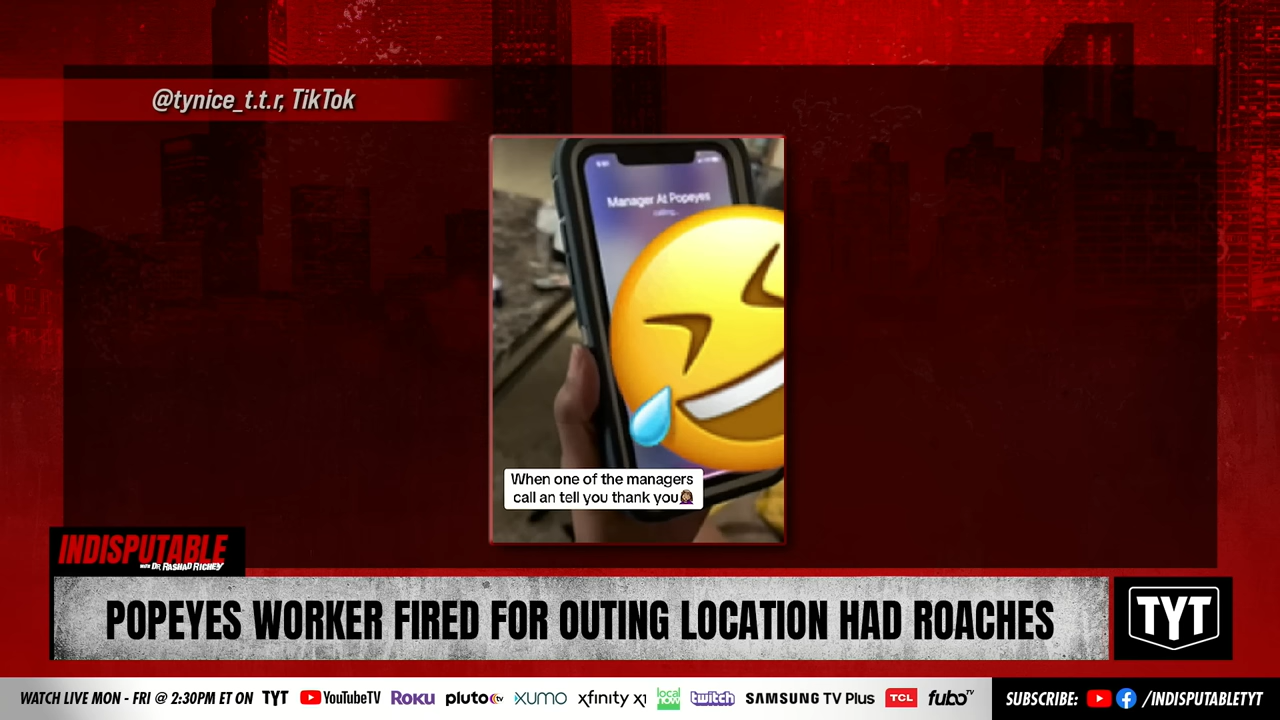 @tynice_t.t.r, TikTok
Manager At Popeyes
calling...
When one of the managers
call an tell you thank you
INDISPUTABLE
WITH DR. RASHAD RICHEY
POPEYES WORKER FIRED FOR OUTING LOCATION HAD ROACHES
TYT
WATCH LIVE MON - FRI @ 2:30PM ET ON TYT YouTubeTV Roku pluto tv XUMO xfinity x1 local now twitch SAMSUNG TV Plus TCL fubo TV SUBSCRIBE: /INDISPUTABLETYT